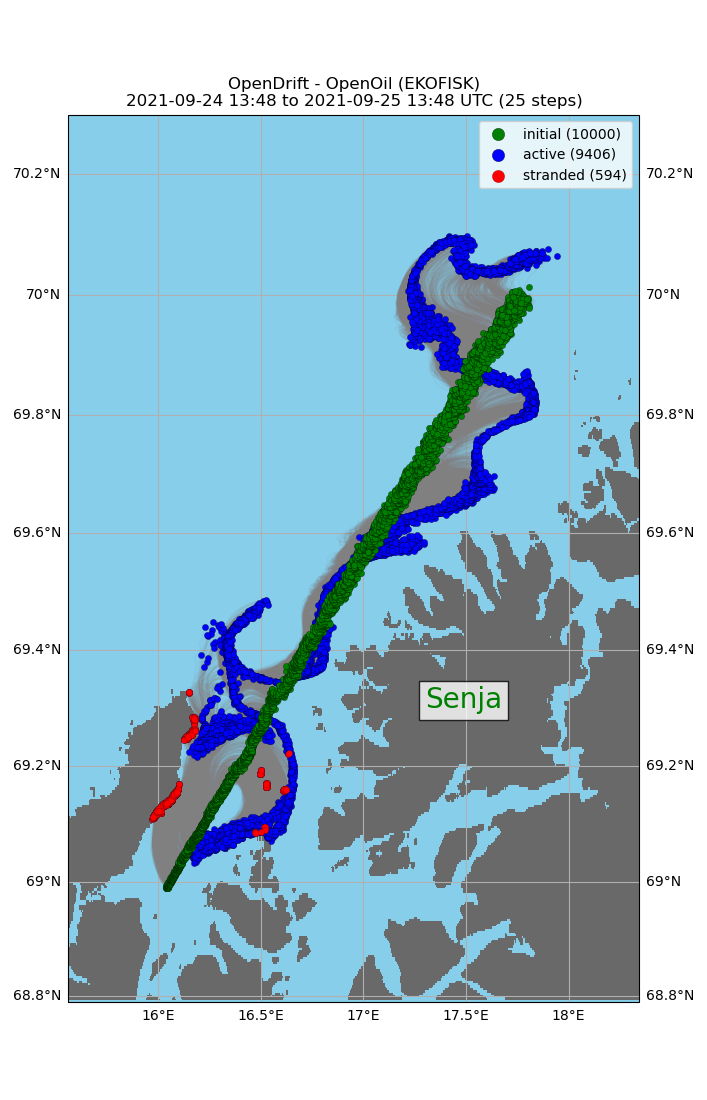 OpenDrift - OpenOil (EKOFISK)
2021-09-24 13:48 to 2021-09-25 13:48 UTC (25 steps)
initial (10000)
active (9406)
stranded (594)
70.2°N 70.2°N
70°N 70°N
69.8°N 69.8°N
69.6°N 69.6°N
69.4°N 69.4°N
Senja
69.2°N 69.2°N
69°N 69°N
68.8°N 68.8°N
16°E 16.5°E 17°E 17.5°E 18°E